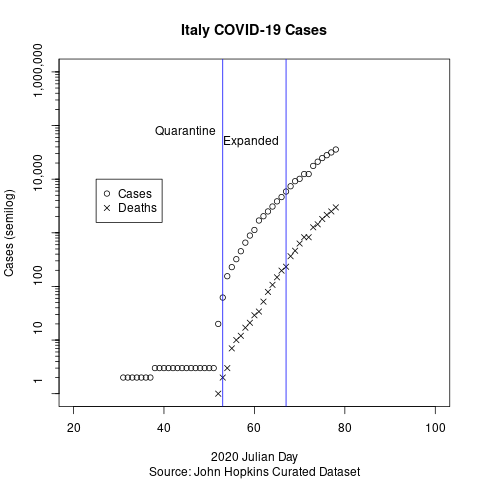 Italy COVID-19 Cases
Cases (semilog)
1,000,000
10,000
100
10
1
Quarantine
Expanded
Cases
Deaths
20 40 60 80 100
2020 Julian Day
Source: John Hopkins Curated Dataset